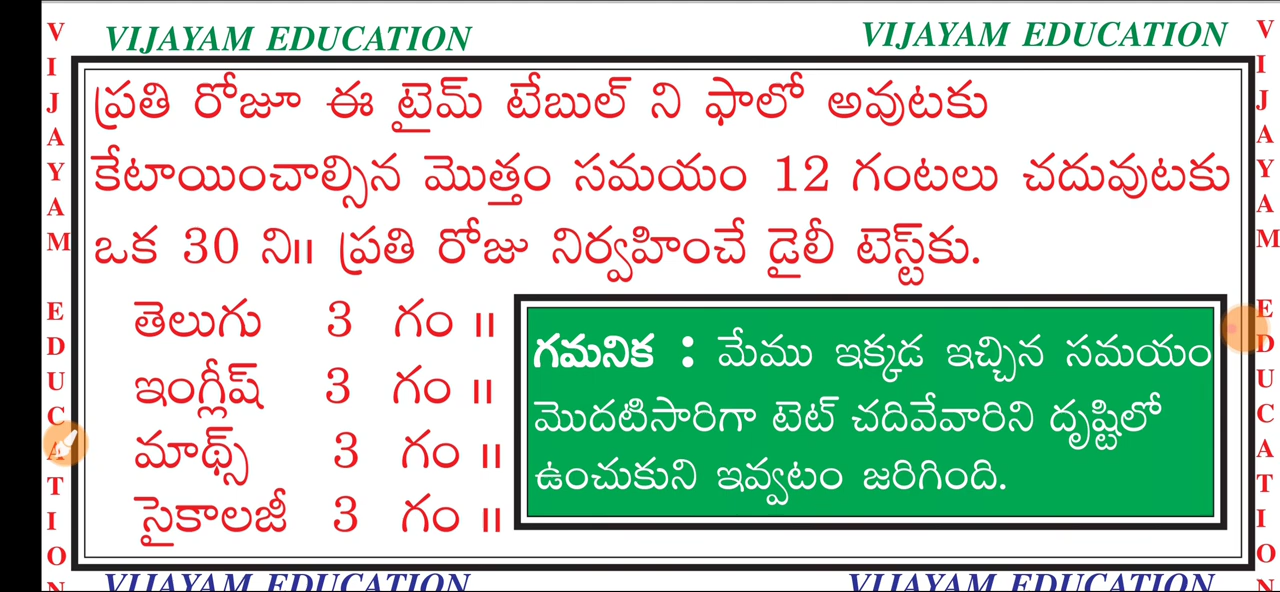 VIJAYAM EDUCATION
VIJAYAM EDUCATION
ప్రతి రోజూ ఈ టైమ్ టేబుల్ ని ఫాలో అవుటకు
కేటాయించాల్సిన మొత్తం సమయం 12 గంటలు చదువుటకు
ఒక 30 ని॥ ప్రతి రోజు నిర్వహించే డైలీ టెస్ట్‌కు.
తెలుగు 3 గం ॥
ఇంగ్లీష్ 3 గం ॥
మాథ్స్ 3 గం ॥
సైకాలజీ 3 గం ॥
గమనిక : మేము ఇక్కడ ఇచ్చిన సమయం
మొదటిసారిగా టెట్ చదివేవారిని దృష్టిలో
ఉంచుకుని ఇవ్వటం జరిగింది.
VIJAYAM EDUCATION
VIJAYAM EDUCATION
VIJAYAM EDUCATION
VIJAYAM EDUCATION